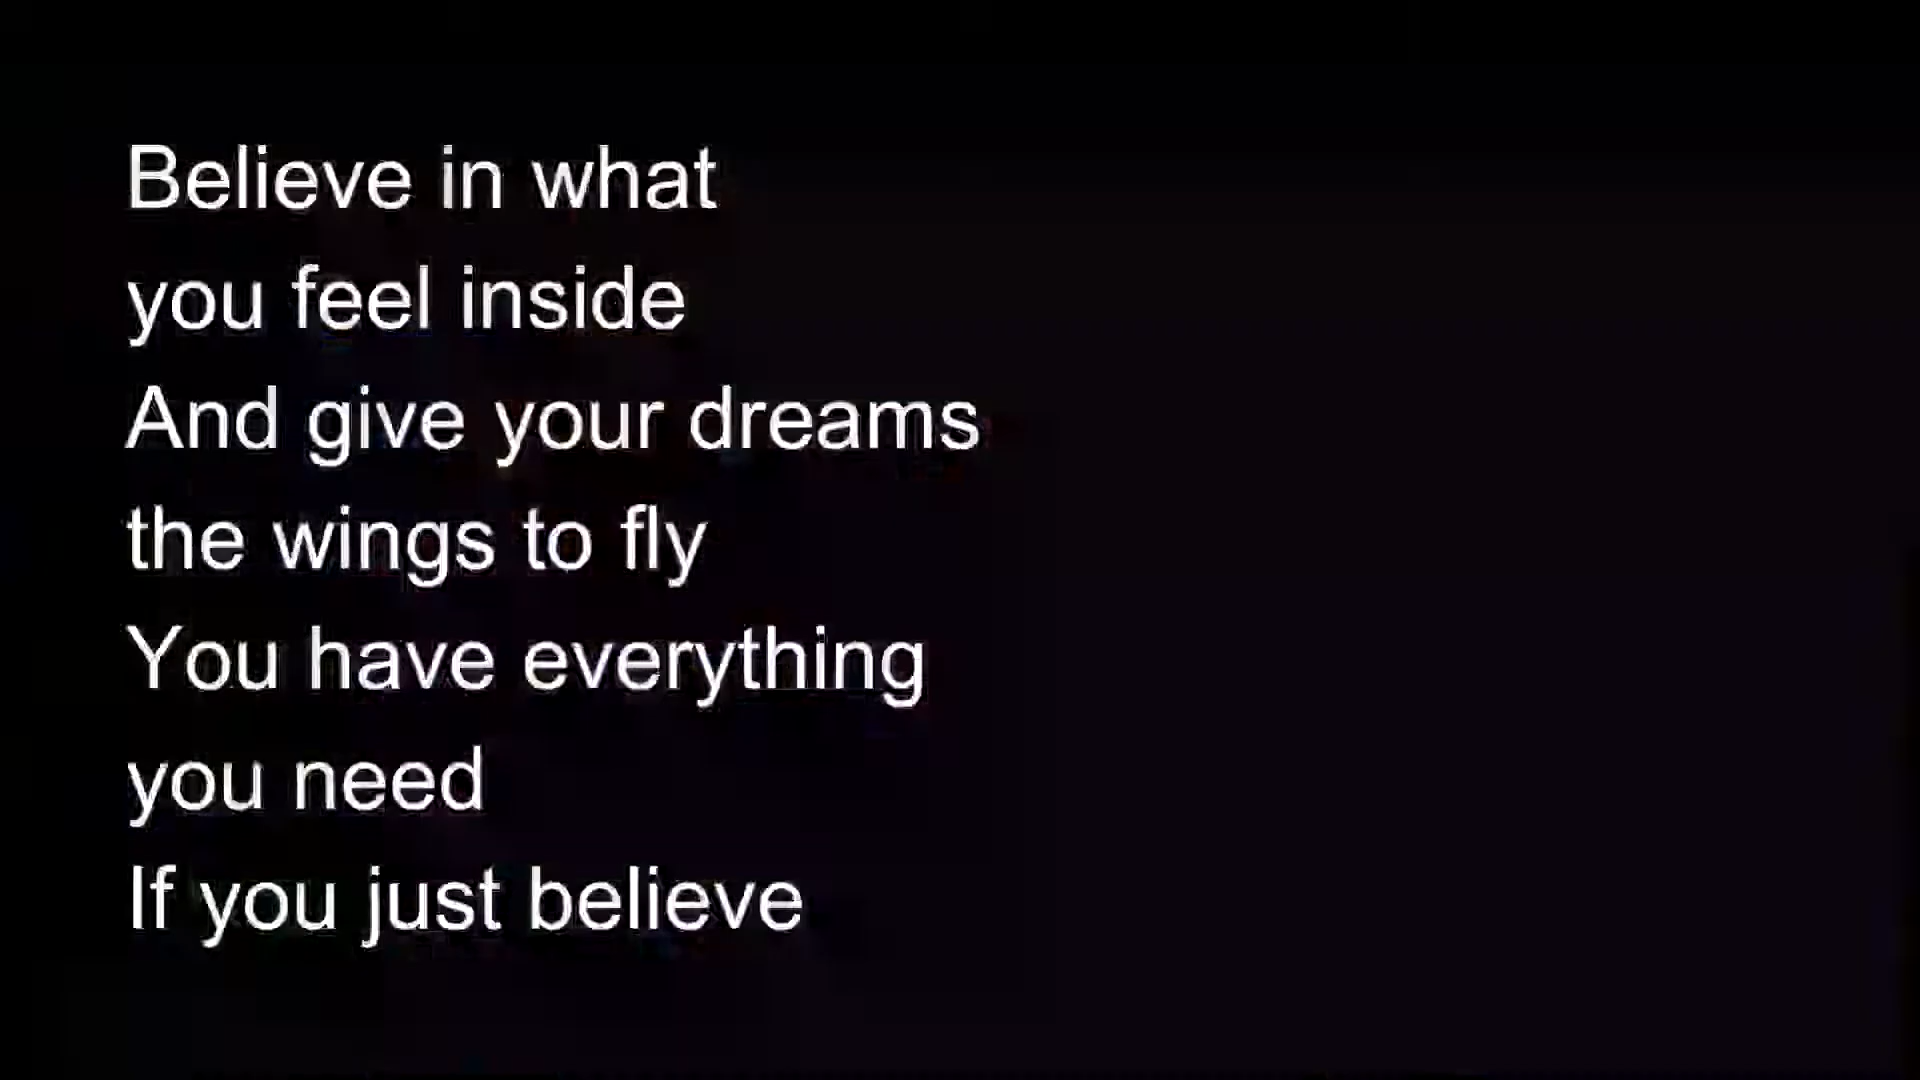 Believe in what
you feel inside
And give your dreams
the wings to fly
You have everything
you need
If you just believe